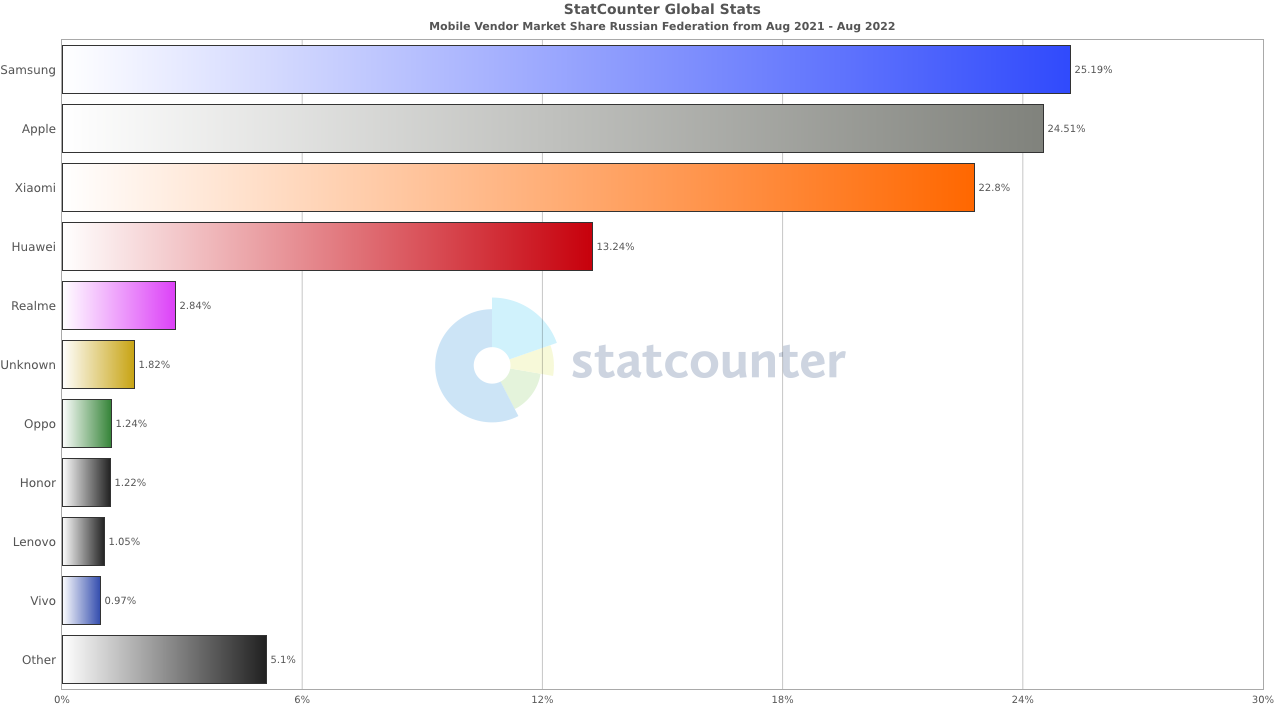 StatCounter Global Stats
Mobile Vendor Market Share Russian Federation from Aug 2021 - Aug 2022
Samsung 25.19%
Apple 24.51%
Xiaomi 22.8%
Huawei 13.24%
Realme 2.84%
Unknown 1.82%
statcounter
Oppo 1.24%
Honor 1.22%
Lenovo 1.05%
Vivo 0.97%
Other 5.1%
0% 6% 12% 18% 24% 30%